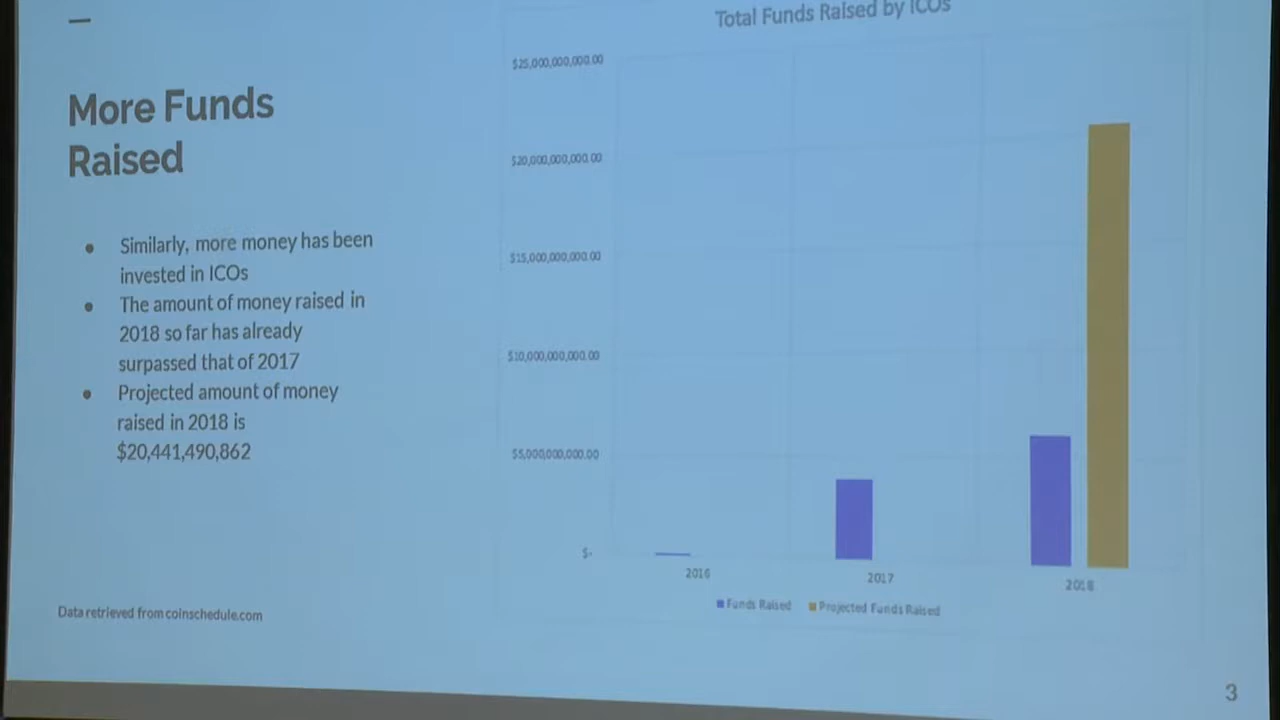 More Funds
Raised
Similarly, more money has been
invested in ICOs
The amount of money raised in
2018 so far has already
surpassed that of 2017
Projected amount of money
raised in 2018 is
$20,441,490,862
Data retrieved from coinschedule.com
Total Funds Raised by ICOs
$25,000,000,000.00
$20,000,000,000.00
$15,000,000,000.00
$10,000,000,000.00
$5,000,000,000.00
$-
2016
2017
2018
Funds Raised
Projected Funds Raised
3